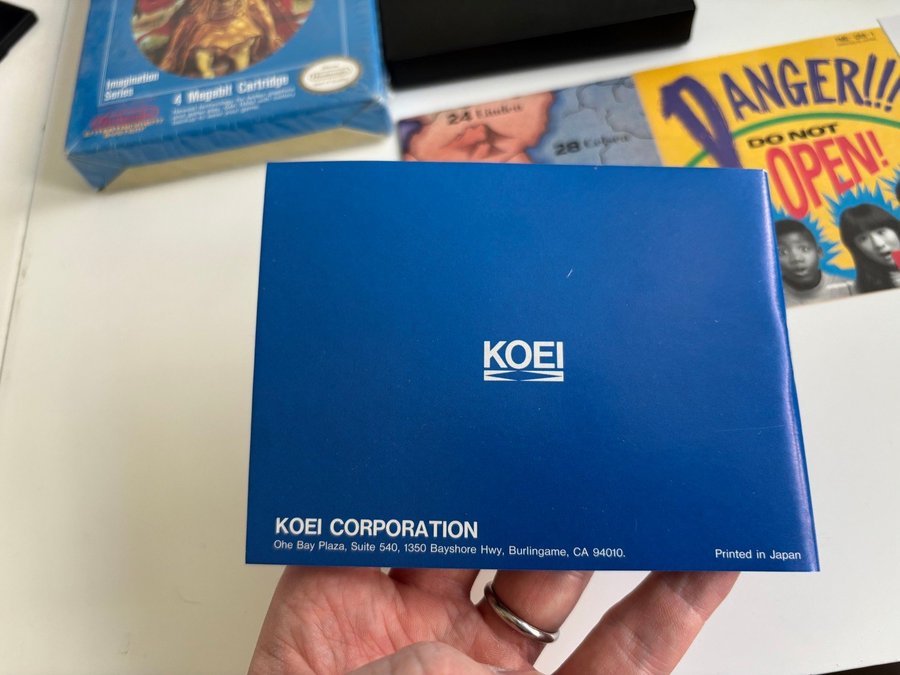 Imagination
Series
4 Megabit Cartridge
24
28 Colors
DANGER!!!
DO NOT
OPEN!
KOEI
KOEI CORPORATION
One Bay Plaza, Suite 540, 1350 Bayshore Hwy, Burlingame, CA 94010.
Printed in Japan